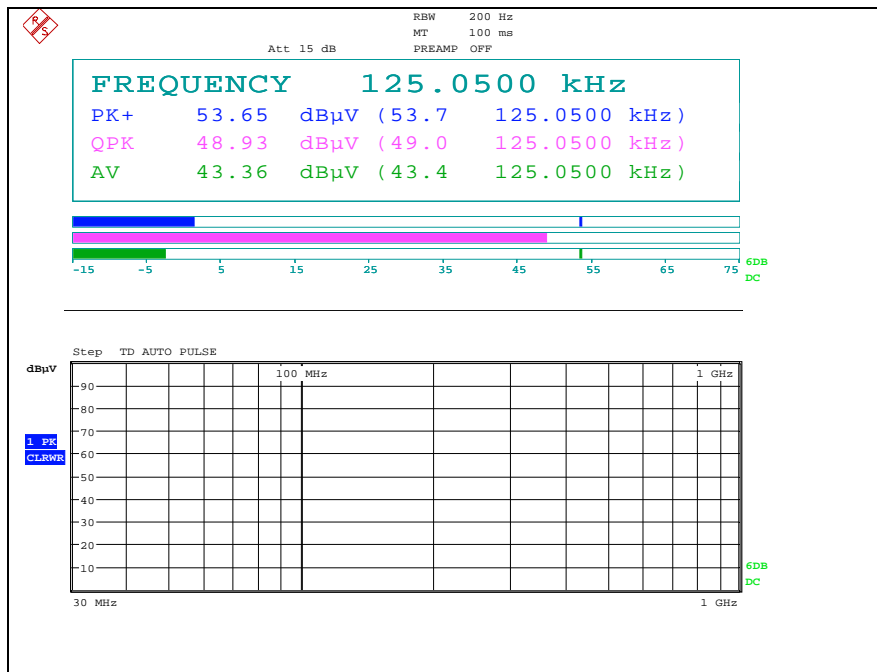 RBW 200 Hz
MT 100 ms
Att 15 dB PREAMP OFF
R S
FREQUENCY 125.0500 kHz
PK+ 53.65 dBµV (53.7 125.0500 kHz)
QPK 48.93 dBµV (49.0 125.0500 kHz)
AV 43.36 dBµV (43.4 125.0500 kHz)
-15 -5 5 15 25 35 45 55 65 75
6DB
DC
Step TD AUTO PULSE
dBµV
100 MHz 1 GHz
90
80
70
1 PK
CLRWR
60
50
40
30
20
10
6DB
DC
30 MHz 1 GHz